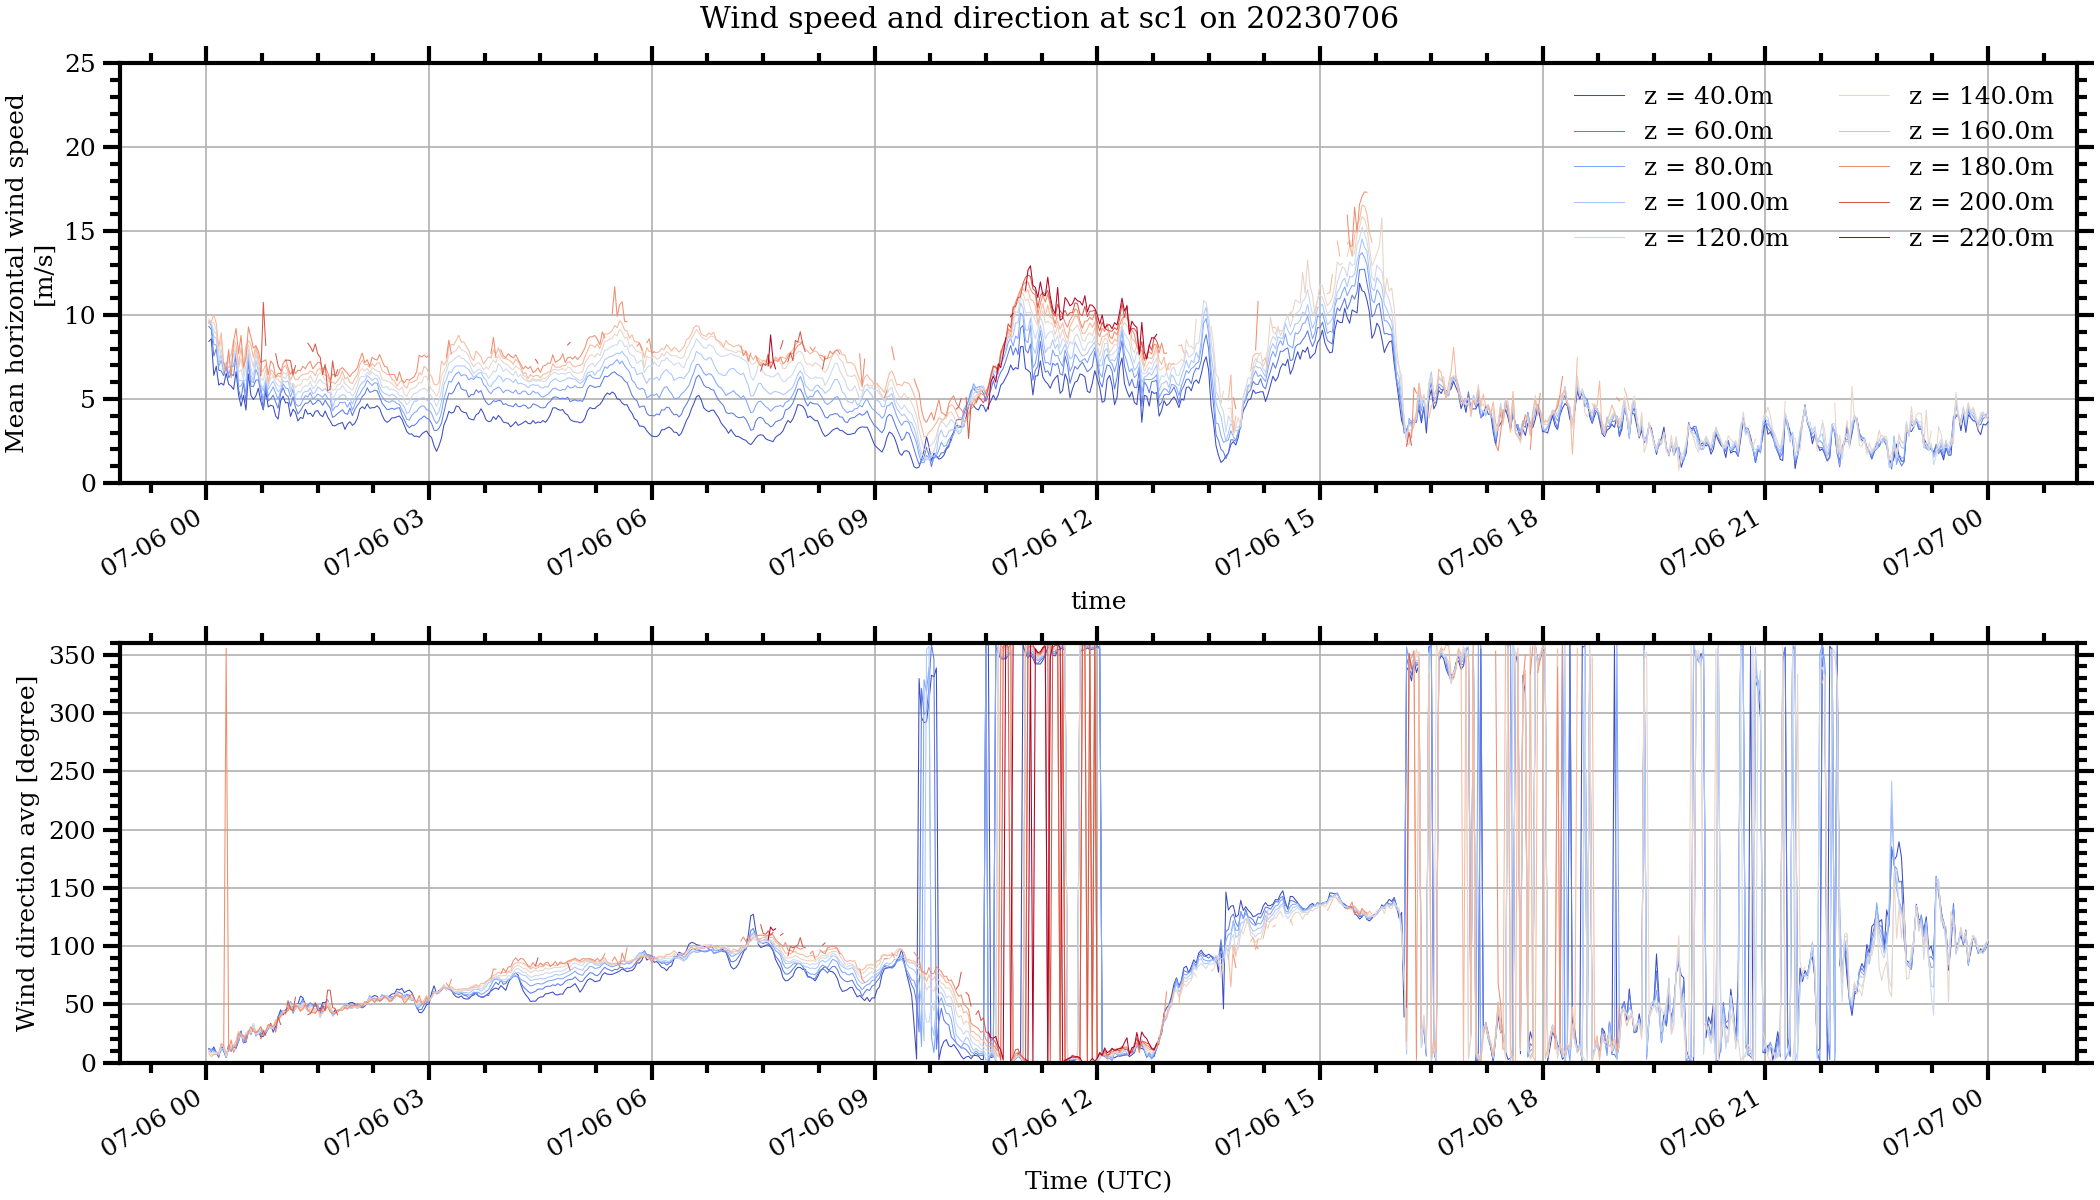 Wind speed and direction at sc1 on 20230706
Mean horizontal wind speed
[m/s]
25
20
15
10
5
0
z = 40.0m
z = 60.0m
z = 80.0m
z = 100.0m
z = 120.0m
z = 140.0m
z = 160.0m
z = 180.0m
z = 200.0m
z = 220.0m
07-06 00
07-06 03
07-06 06
07-06 09
07-06 12
07-06 15
07-06 18
07-06 21
07-07 00
time
Wind direction avg [degree]
350
300
250
200
150
100
50
0
07-06 00
07-06 03
07-06 06
07-06 09
07-06 12
07-06 15
07-06 18
07-06 21
07-07 00
Time (UTC)